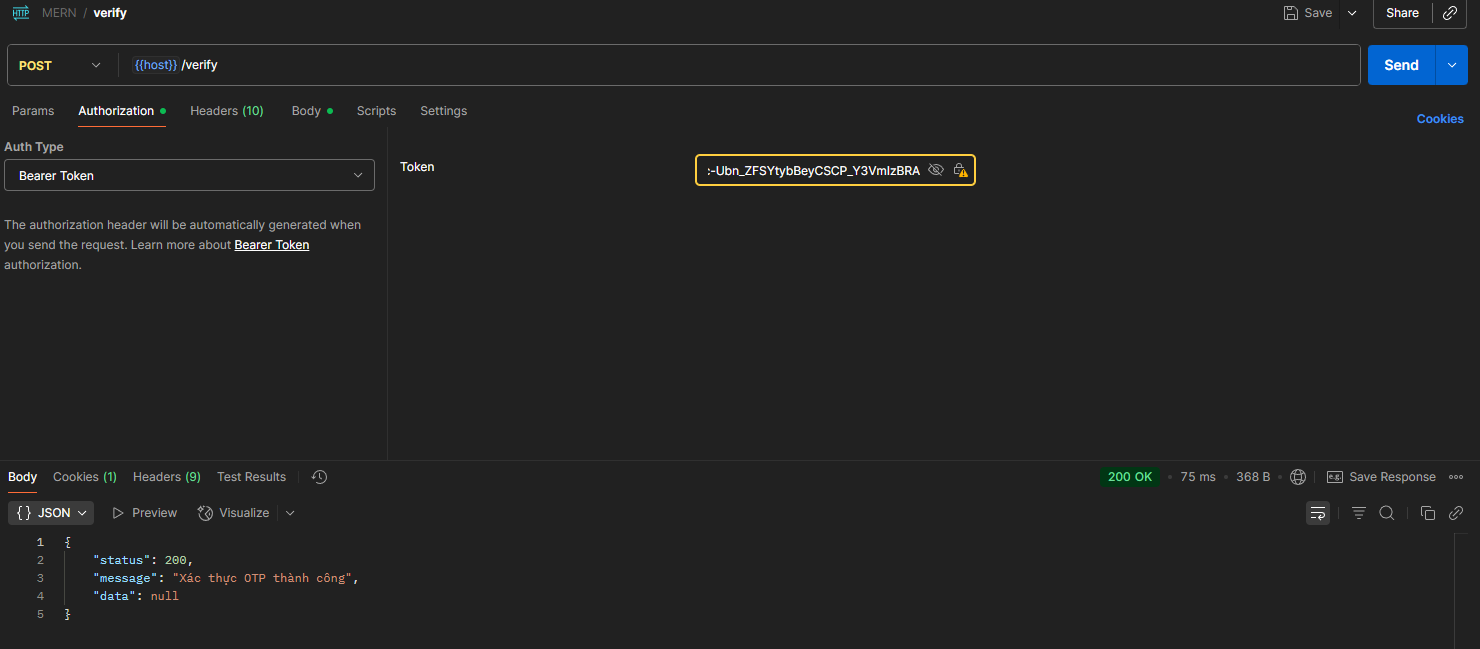 HTTP MERN / verify Save Share
POST {{host}} /verify Send
Params Authorization Headers (10) Body Scripts Settings Cookies
Auth Type
Bearer Token
Token :-Ubn_ZFSYtybBeyCSCP_Y3VmIzBRA
The authorization header will be automatically generated when
you send the request. Learn more about Bearer Token
authorization.
Body Cookies (1) Headers (9) Test Results 200 OK • 75 ms • 368 B • e.g. Save Response
{} JSON Preview Visualize
1 {
2 "status": 200,
3 "message": "Xác thực OTP thành công",
4 "data": null
5 }